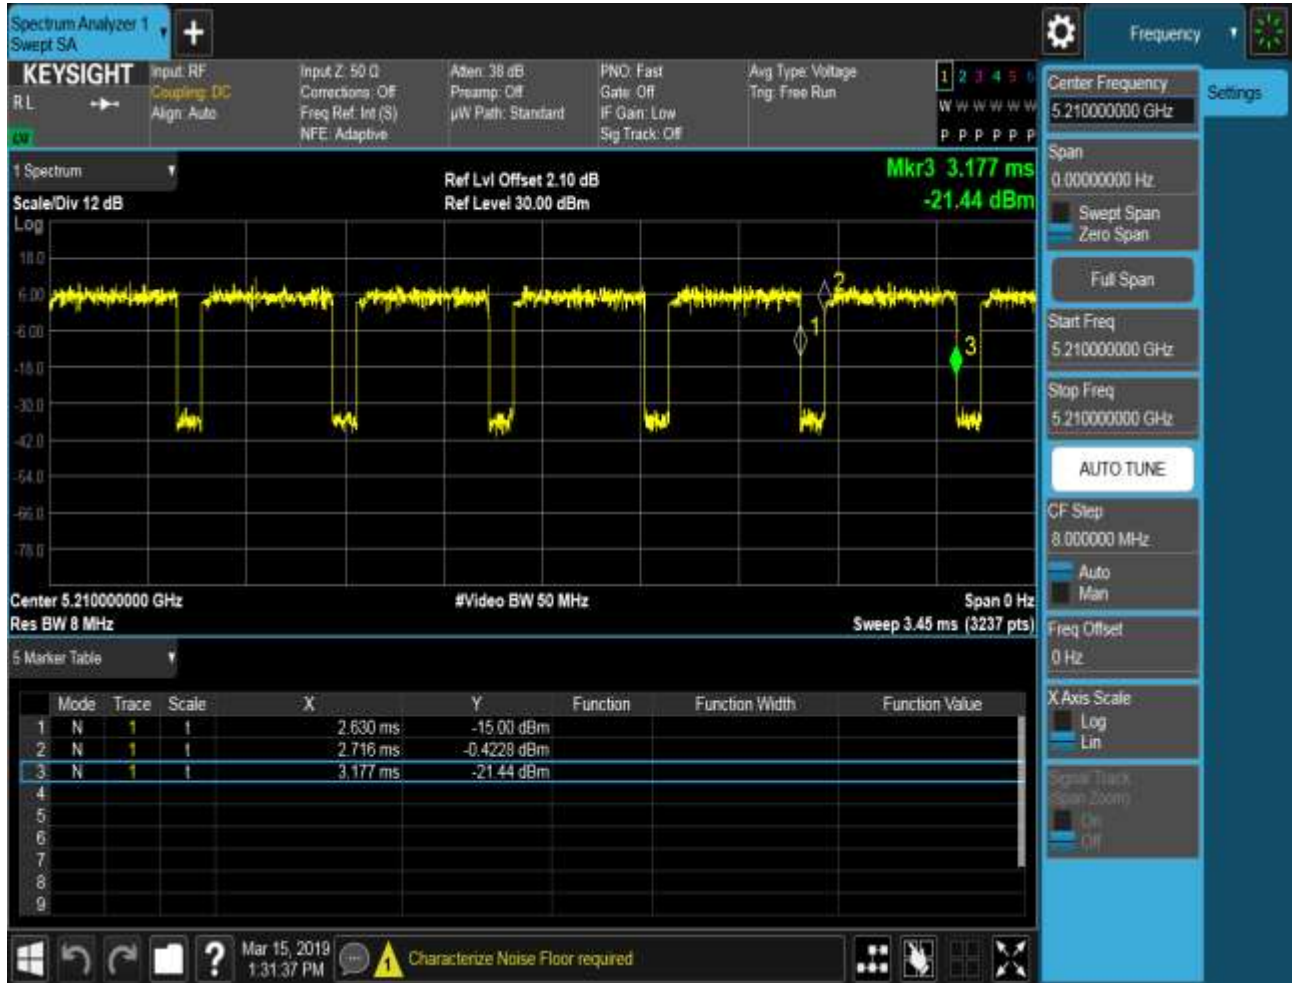 Spectrum Analyzer 1
Swept SA
+
Frequency
KEYSIGHT
RL
Input: RF
Coupling: DC
Align: Auto
Input Z: 50 Ω
Corrections: Off
Freq Ref: Int (S)
NFE: Adaptive
Atten: 38 dB
Preamp: Off
µW Path: Standard
PNO: Fast
Gate: Off
IF Gain: Low
Sig Track: Off
Avg Type: Voltage
Trig: Free Run
1 2 3 4 5 6
W W W W W W
P P P P P P
1 Spectrum
Scale/Div 12 dB
Ref Lvl Offset 2.10 dB
Ref Level 30.00 dBm
Mkr3 3.177 ms
-21.44 dBm
Log
18.0
6.00
-6.00
-18.0
-30.0
-42.0
-54.0
-66.0
-78.0
1
2
3
Center 5.210000000 GHz
Res BW 8 MHz
#Video BW 50 MHz
Span 0 Hz
Sweep 3.45 ms (3237 pts)
5 Marker Table
Mode Trace Scale X Y Function Function Width Function Value
1 N 1 t 2.630 ms -15.00 dBm
2 N 1 t 2.716 ms -0.4228 dBm
3 N 1 t 3.177 ms -21.44 dBm
4
5
6
7
8
9
Mar 15, 2019
1:31:37 PM
?
1
Characterize Noise Floor required
Center Frequency
5.210000000 GHz
Settings
Span
0.00000000 Hz
Swept Span
Zero Span
Full Span
Start Freq
5.210000000 GHz
Stop Freq
5.210000000 GHz
AUTO TUNE
CF Step
8.000000 MHz
Auto
Man
Freq Offset
0 Hz
X Axis Scale
Log
Lin
Signal Track
(Span Zoom)
On
Off